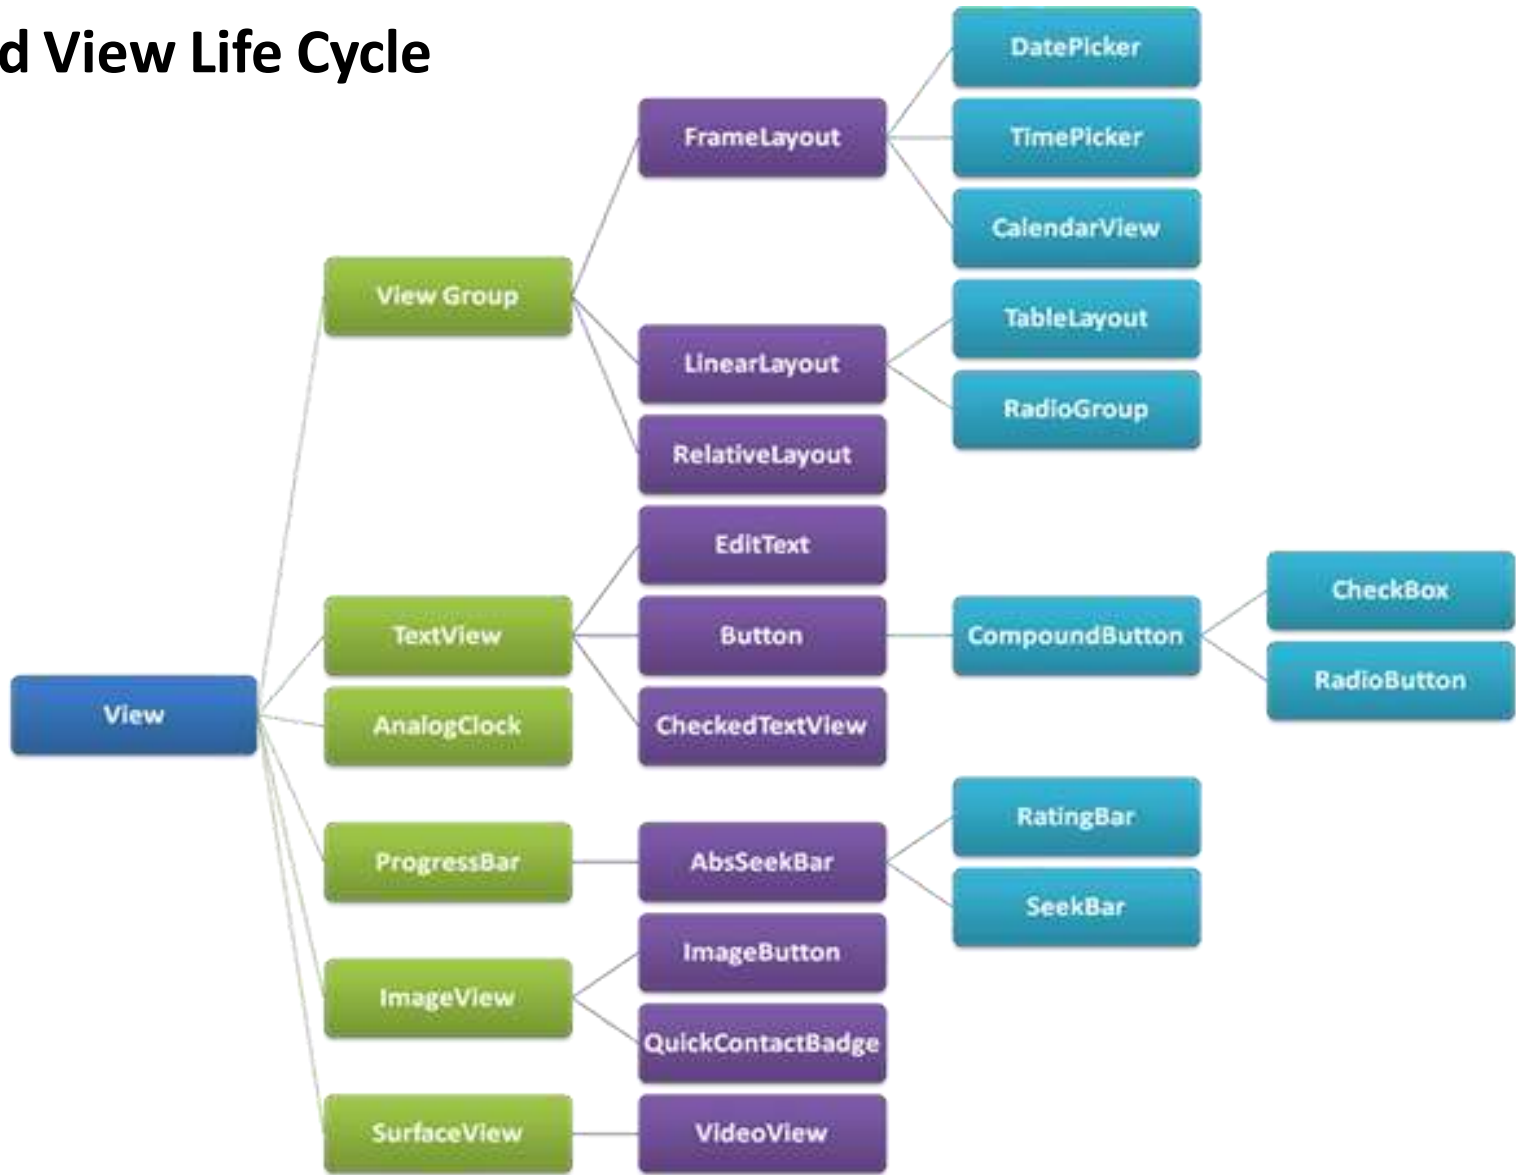 d View Life Cycle
DatePicker
FrameLayout
TimePicker
CalendarView
View Group
TableLayout
LinearLayout
RadioGroup
RelativeLayout
EditText
CheckBox
TextView
Button
CompoundButton
RadioButton
View
AnalogClock
CheckedTextView
RatingBar
ProgressBar
AbsSeekBar
SeekBar
ImageButton
ImageView
QuickContactBadge
SurfaceView
VideoView